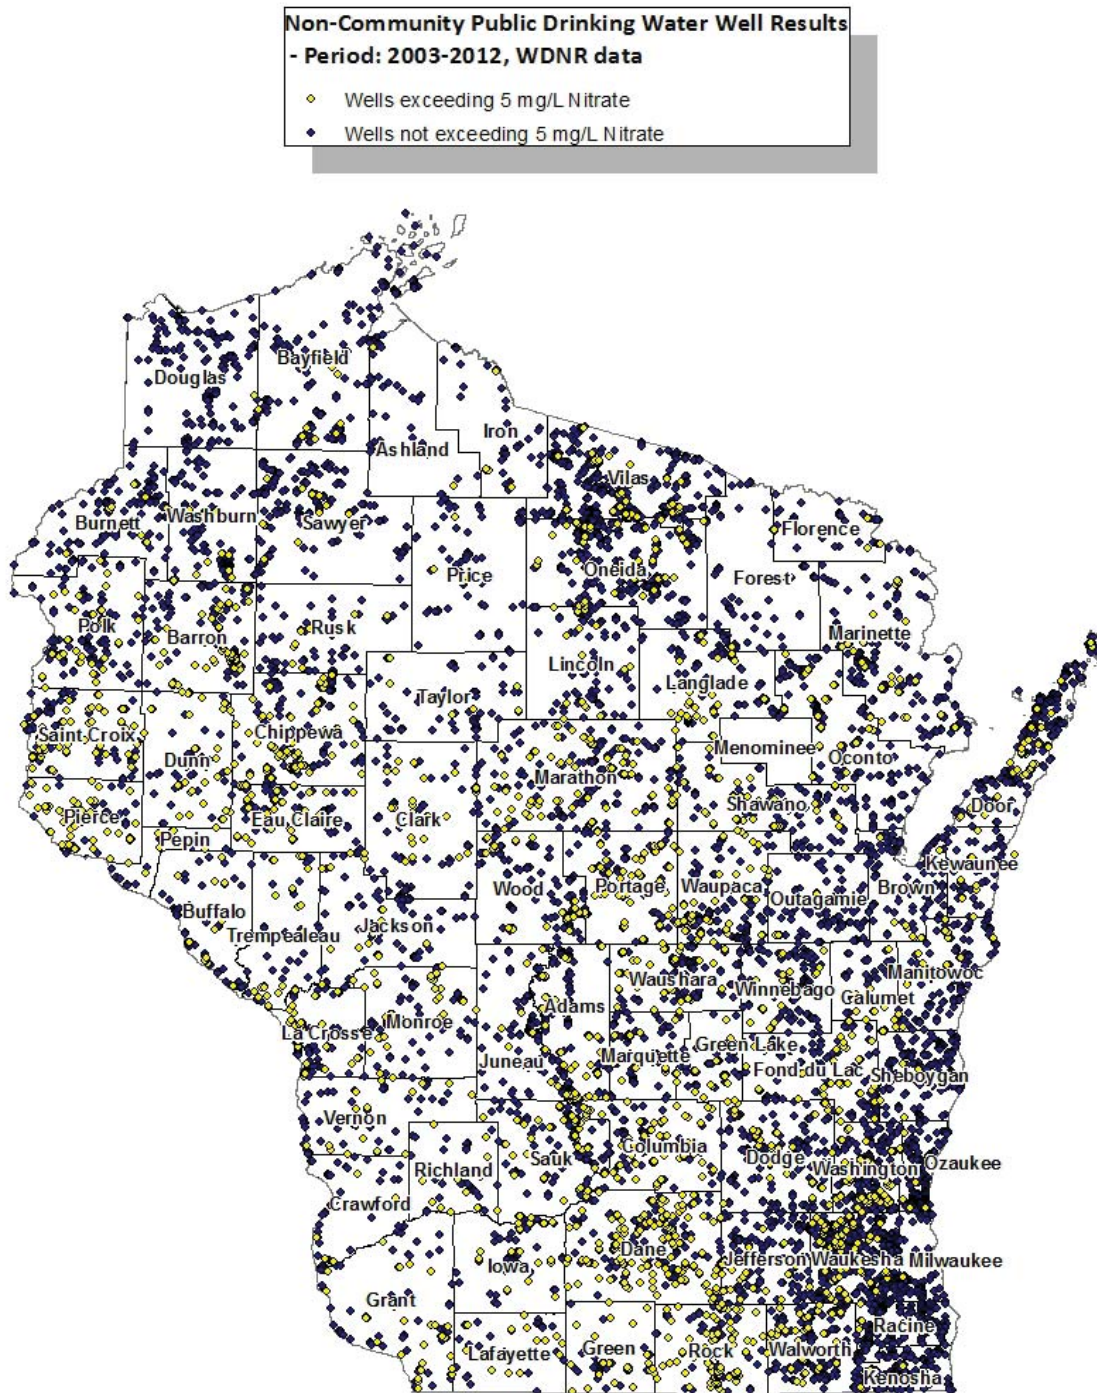 Non-Community Public Drinking Water Well Results
- Period: 2003-2012, WDNR data
Wells exceeding 5 mg/L Nitrate
Wells not exceeding 5 mg/L Nitrate
Bayfield
Douglas
Iron
Ashland
Vilas
Burnett
Washburn
Sawyer
Florence
Price
Oneida
Forest
Polk
Barron
Rusk
Marinette
Lincoln
Langlade
Taylor
Saint Croix
Chippewa
Menominee
Dunn
Marathon
Oconto
Shawano
Door
Pierce
Eau Claire
Clark
Pepin
Kewaunee
Wood
Portage
Waupaca
Brown
Outagamie
Buffalo
Trempealeau
Jackson
Manitowoc
Waushara
Winnebago
Calumet
Adams
La Crosse
Monroe
Juneau
Marquette
Green Lake
Fond du Lac
Sheboygan
Vernon
Columbia
Sauk
Dodge
Richland
Washington
Ozaukee
Crawford
Dane
Jefferson
Waukesha
Milwaukee
Iowa
Grant
Racine
Lafayette
Green
Rock
Walworth
Kenosha